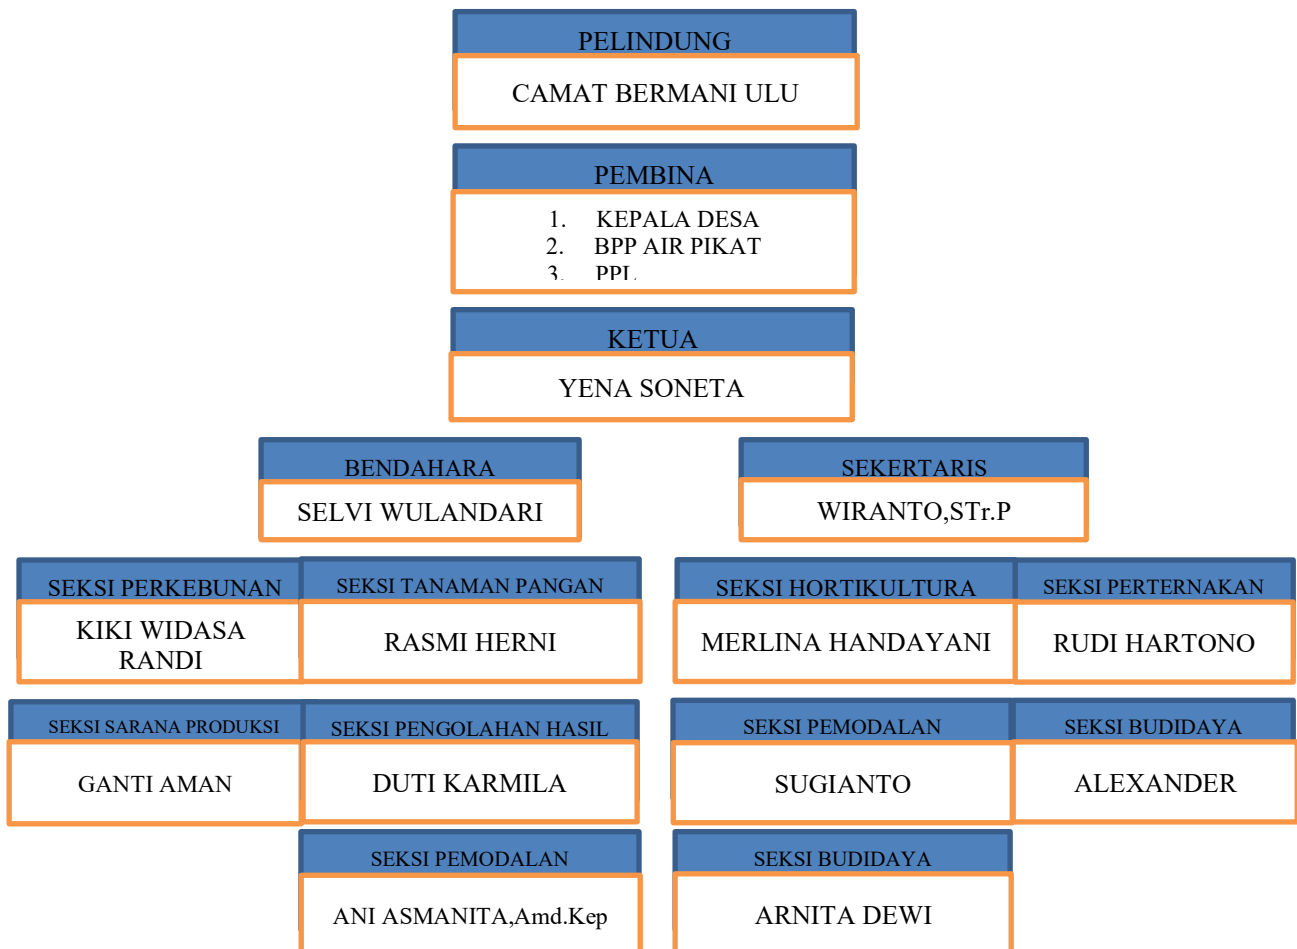 PELINDUNG
CAMAT BERMANI ULU
PEMBINA
1. KEPALA DESA
2. BPP AIR PIKAT
3. PPL
KETUA
YENA SONETA
BENDAHARA
SELVI WULANDARI
SEKERTARIS
WIRANTO,STr.P
SEKSI PERKEBUNAN
KIKI WIDASA
RANDI
SEKSI TANAMAN PANGAN
RASMI HERNI
SEKSI HORTIKULTURA
MERLINA HANDAYANI
SEKSI PERTERNAKAN
RUDI HARTONO
SEKSI SARANA PRODUKSI
GANTI AMAN
SEKSI PENGOLAHAN HASIL
DUTI KARMILA
SEKSI PEMODALAN
SUGIANTO
SEKSI BUDIDAYA
ALEXANDER
SEKSI PEMODALAN
ANI ASMANITA,Amd.Kep
SEKSI BUDIDAYA
ARNITA DEWI